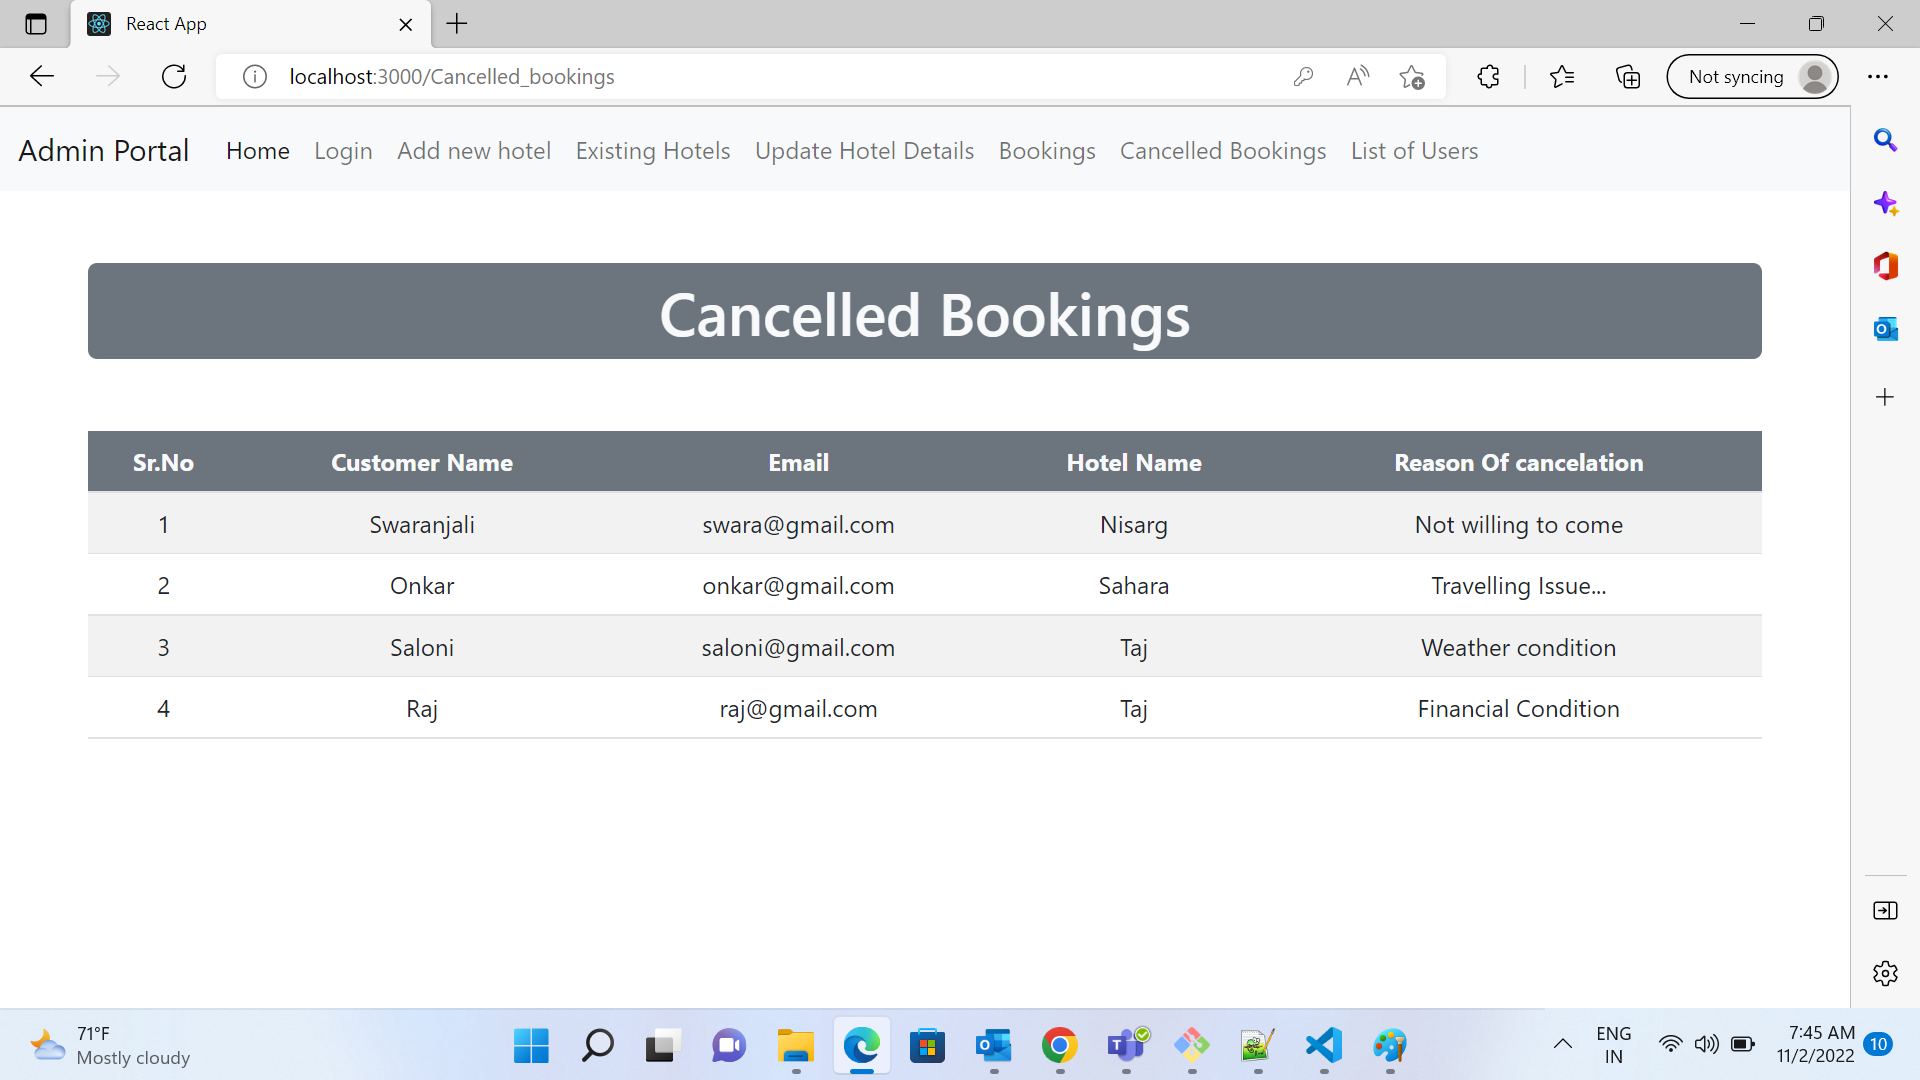 React App
localhost:3000/Cancelled_bookings
Not syncing
Admin Portal Home Login Add new hotel Existing Hotels Update Hotel Details Bookings Cancelled Bookings List of Users
Cancelled Bookings
Sr.No Customer Name Email Hotel Name Reason Of cancelation
1 Swaranjali swara@gmail.com Nisarg Not willing to come
2 Onkar onkar@gmail.com Sahara Travelling Issue...
3 Saloni saloni@gmail.com Taj Weather condition
4 Raj raj@gmail.com Taj Financial Condition
71°F
Mostly cloudy
ENG
IN
7:45 AM
11/2/2022
10